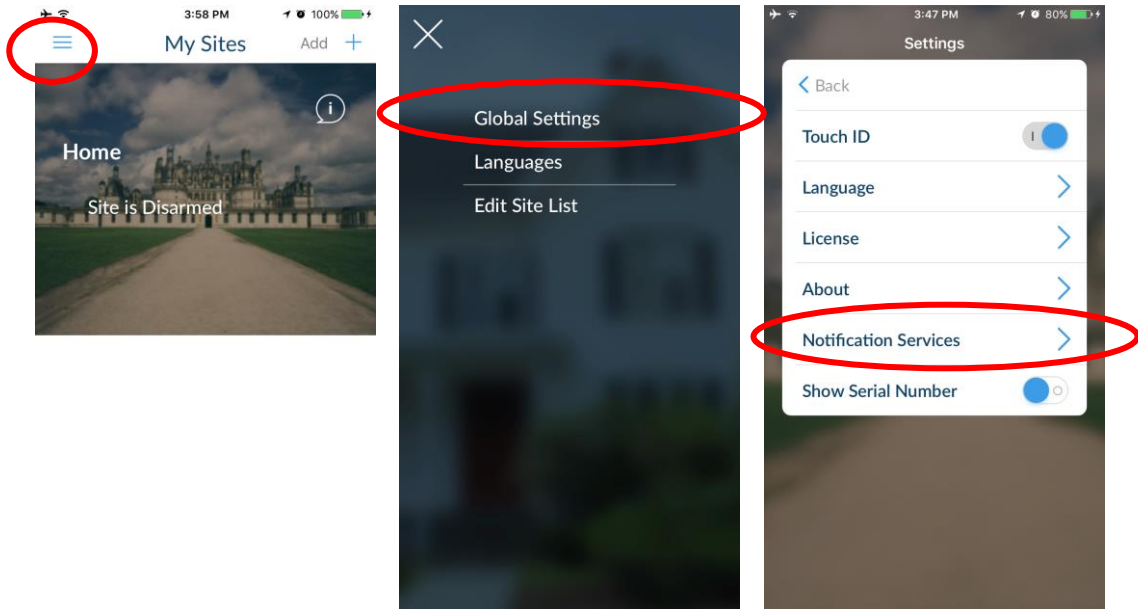 3:58 PM
100%
My Sites
Add +
i
Home
Site is Disarmed
Global Settings
Languages
Edit Site List
3:47 PM
80%
Settings
Back
Touch ID
Language
License
About
Notification Services
Show Serial Number